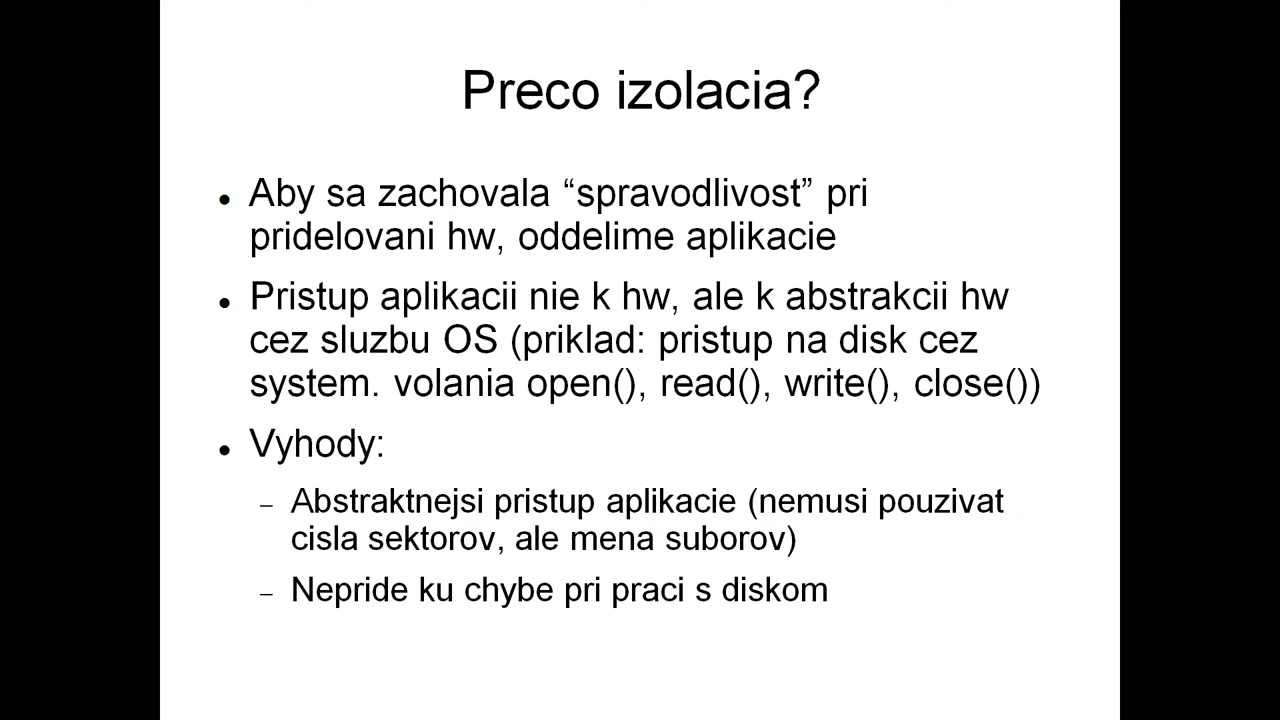 Preco izolacia?
Aby sa zachovala “spravodlivost” pri
pridelovani hw, oddelime aplikacie
Pristup aplikacii nie k hw, ale k abstrakcii hw
cez sluzbu OS (priklad: pristup na disk cez
system. volania open(), read(), write(), close())
Vyhody:
Abstraktnejsi pristup aplikacie (nemusi pouzivat
cisla sektorov, ale mena suborov)
Nepride ku chybe pri praci s diskom